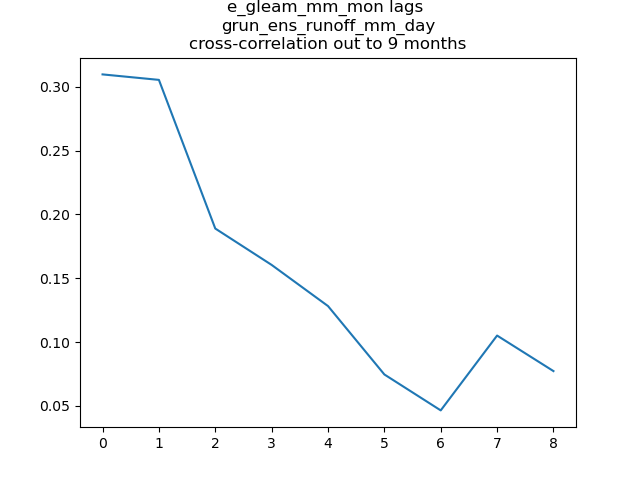 e_gleam_mm_mon lags
grun_ens_runoff_mm_day
cross-correlation out to 9 months
0.30
0.25
0.20
0.15
0.10
0.05
0 1 2 3 4 5 6 7 8